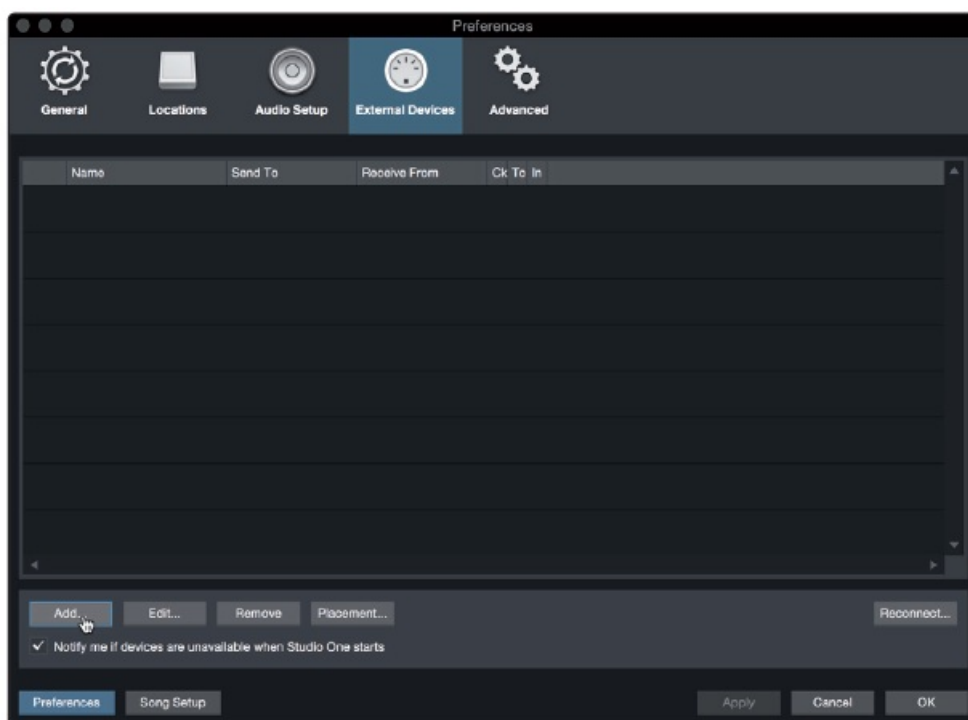 Preferences
General Locations Audio Setup External Devices Advanced
Name Send To Receive From Ck Tc In
Add... Edit... Remove Placement... Reconnect...
Notify me if devices are unavailable when Studio One starts
Preferences Song Setup Apply Cancel OK